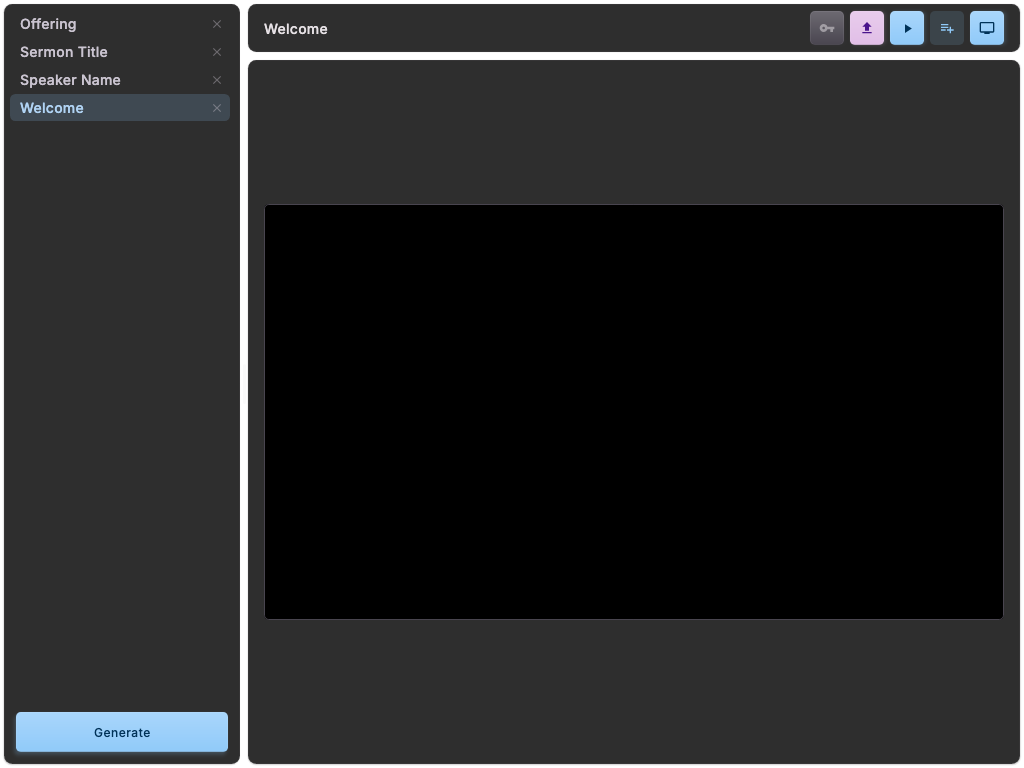 Offering
Sermon Title
Speaker Name
Welcome
Generate
Welcome